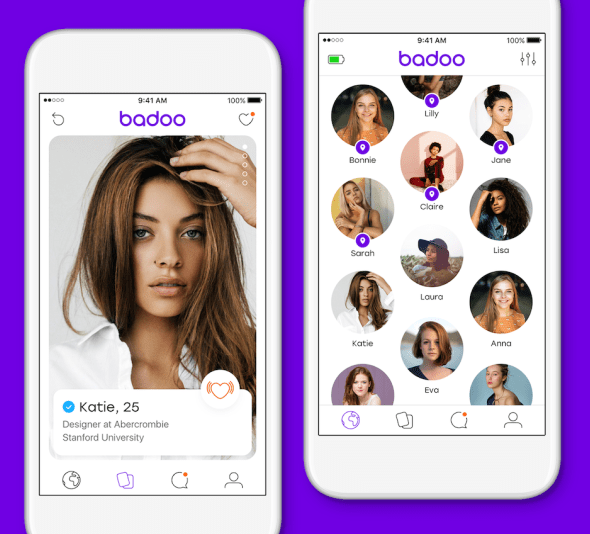 9:41 AM
100%
badoo
Katie, 25
Designer at Abercrombie
Stanford University
9:41 AM
100%
badoo
Lilly
Bonnie
Jane
Claire
Sarah
Lisa
Laura
Katie
Anna
Eva